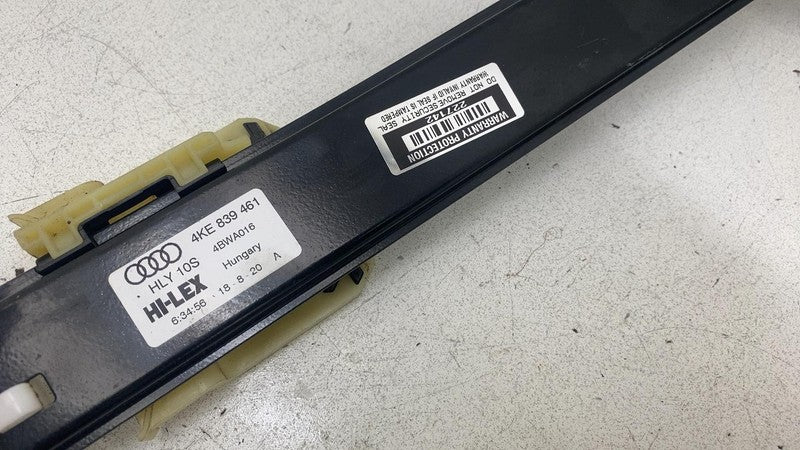 4KE 839 461
HLY 10S 4BWA016
HI-LEX Hungary
6:34:56 18-8-20 A
WARRANTY PROTECTION
227142
DO NOT REMOVE SECURITY SEAL
WARRANTY INVALID IF SEAL IS TAMPERED